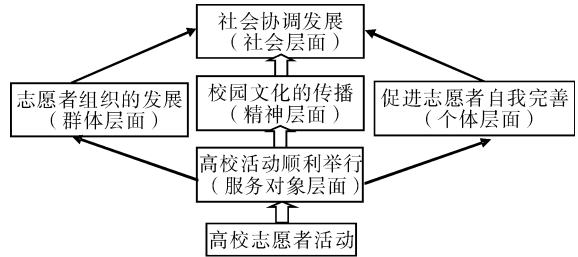 社会协调发展
（社会层面）
志愿者组织的发展
（群体层面）
校园文化的传播
（精神层面）
促进志愿者自我完善
（个体层面）
高校活动顺利举行
（服务对象层面）
高校志愿者活动